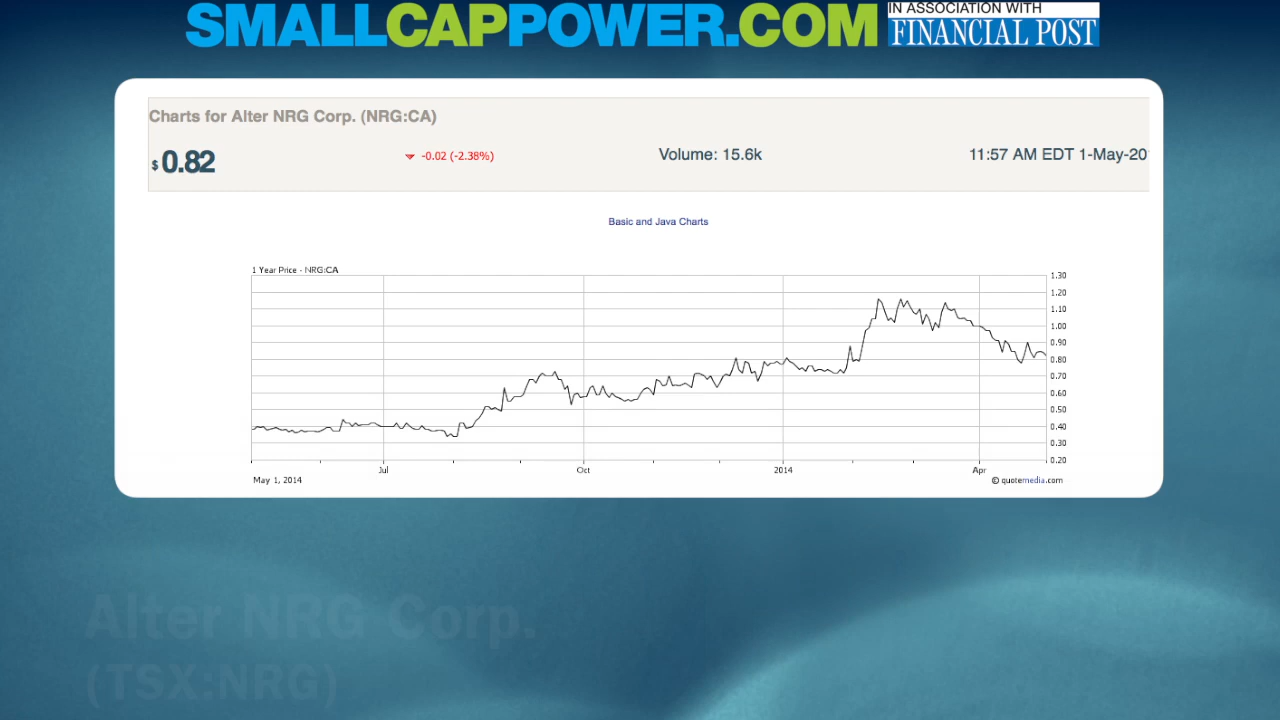 SMALLCAPPOWER.COM
IN ASSOCIATION WITH
FINANCIAL POST
Charts for Alter NRG Corp. (NRG:CA)
$0.82
-0.02 (-2.38%)
Volume: 15.6k
11:57 AM EDT 1-May-20
Basic and Java Charts
1 Year Price - NRG:CA
1.30
1.20
1.10
1.00
0.90
0.80
0.70
0.60
0.50
0.40
0.30
0.20
Jul
Oct
2014
Apr
May 1, 2014
© quotemedia.com
Alter NRG Corp.
(TSX:NRG)